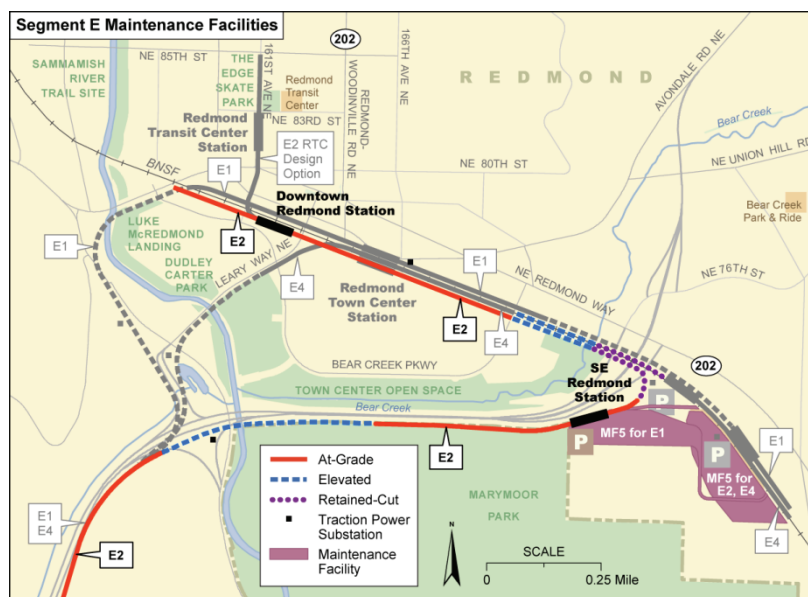 Segment E Maintenance Facilities
202
SAMMAMISH
RIVER
TRAIL SITE
NE 85TH ST
THE
EDGE
SKATE
PARK
161ST AVE NE
Redmond
Transit
Center
REDMOND-
WOODINVILLE RD NE
166TH AVE NE
REDMOND
AVONDALE RD NE
Bear Creek
Redmond
Transit Center
Station
NE 83RD ST
E2 RTC
Design
Option
NE 80TH ST
NE UNION HILL RD
BNSF
E1
Downtown
Redmond Station
Bear Creek
Park & Ride
E1
LUKE
McREDMOND
LANDING
E2
DUDLEY
CARTER
PARK
LEARY WAY NE
E4
Redmond
Town Center
Station
E1
NE REDMOND WAY
NE 76TH ST
E2
E4
BEAR CREEK PKWY
202
SE
Redmond
Station
TOWN CENTER OPEN SPACE
Bear Creek
P
P
MF5 for E1
P
E1
E2
MF5 for
E2, E4
E4
At-Grade
Elevated
Retained-Cut
Traction Power
Substation
Maintenance
Facility
MARYMOOR
PARK
E1
E4
E2
N
SCALE
0
0.25 Mile